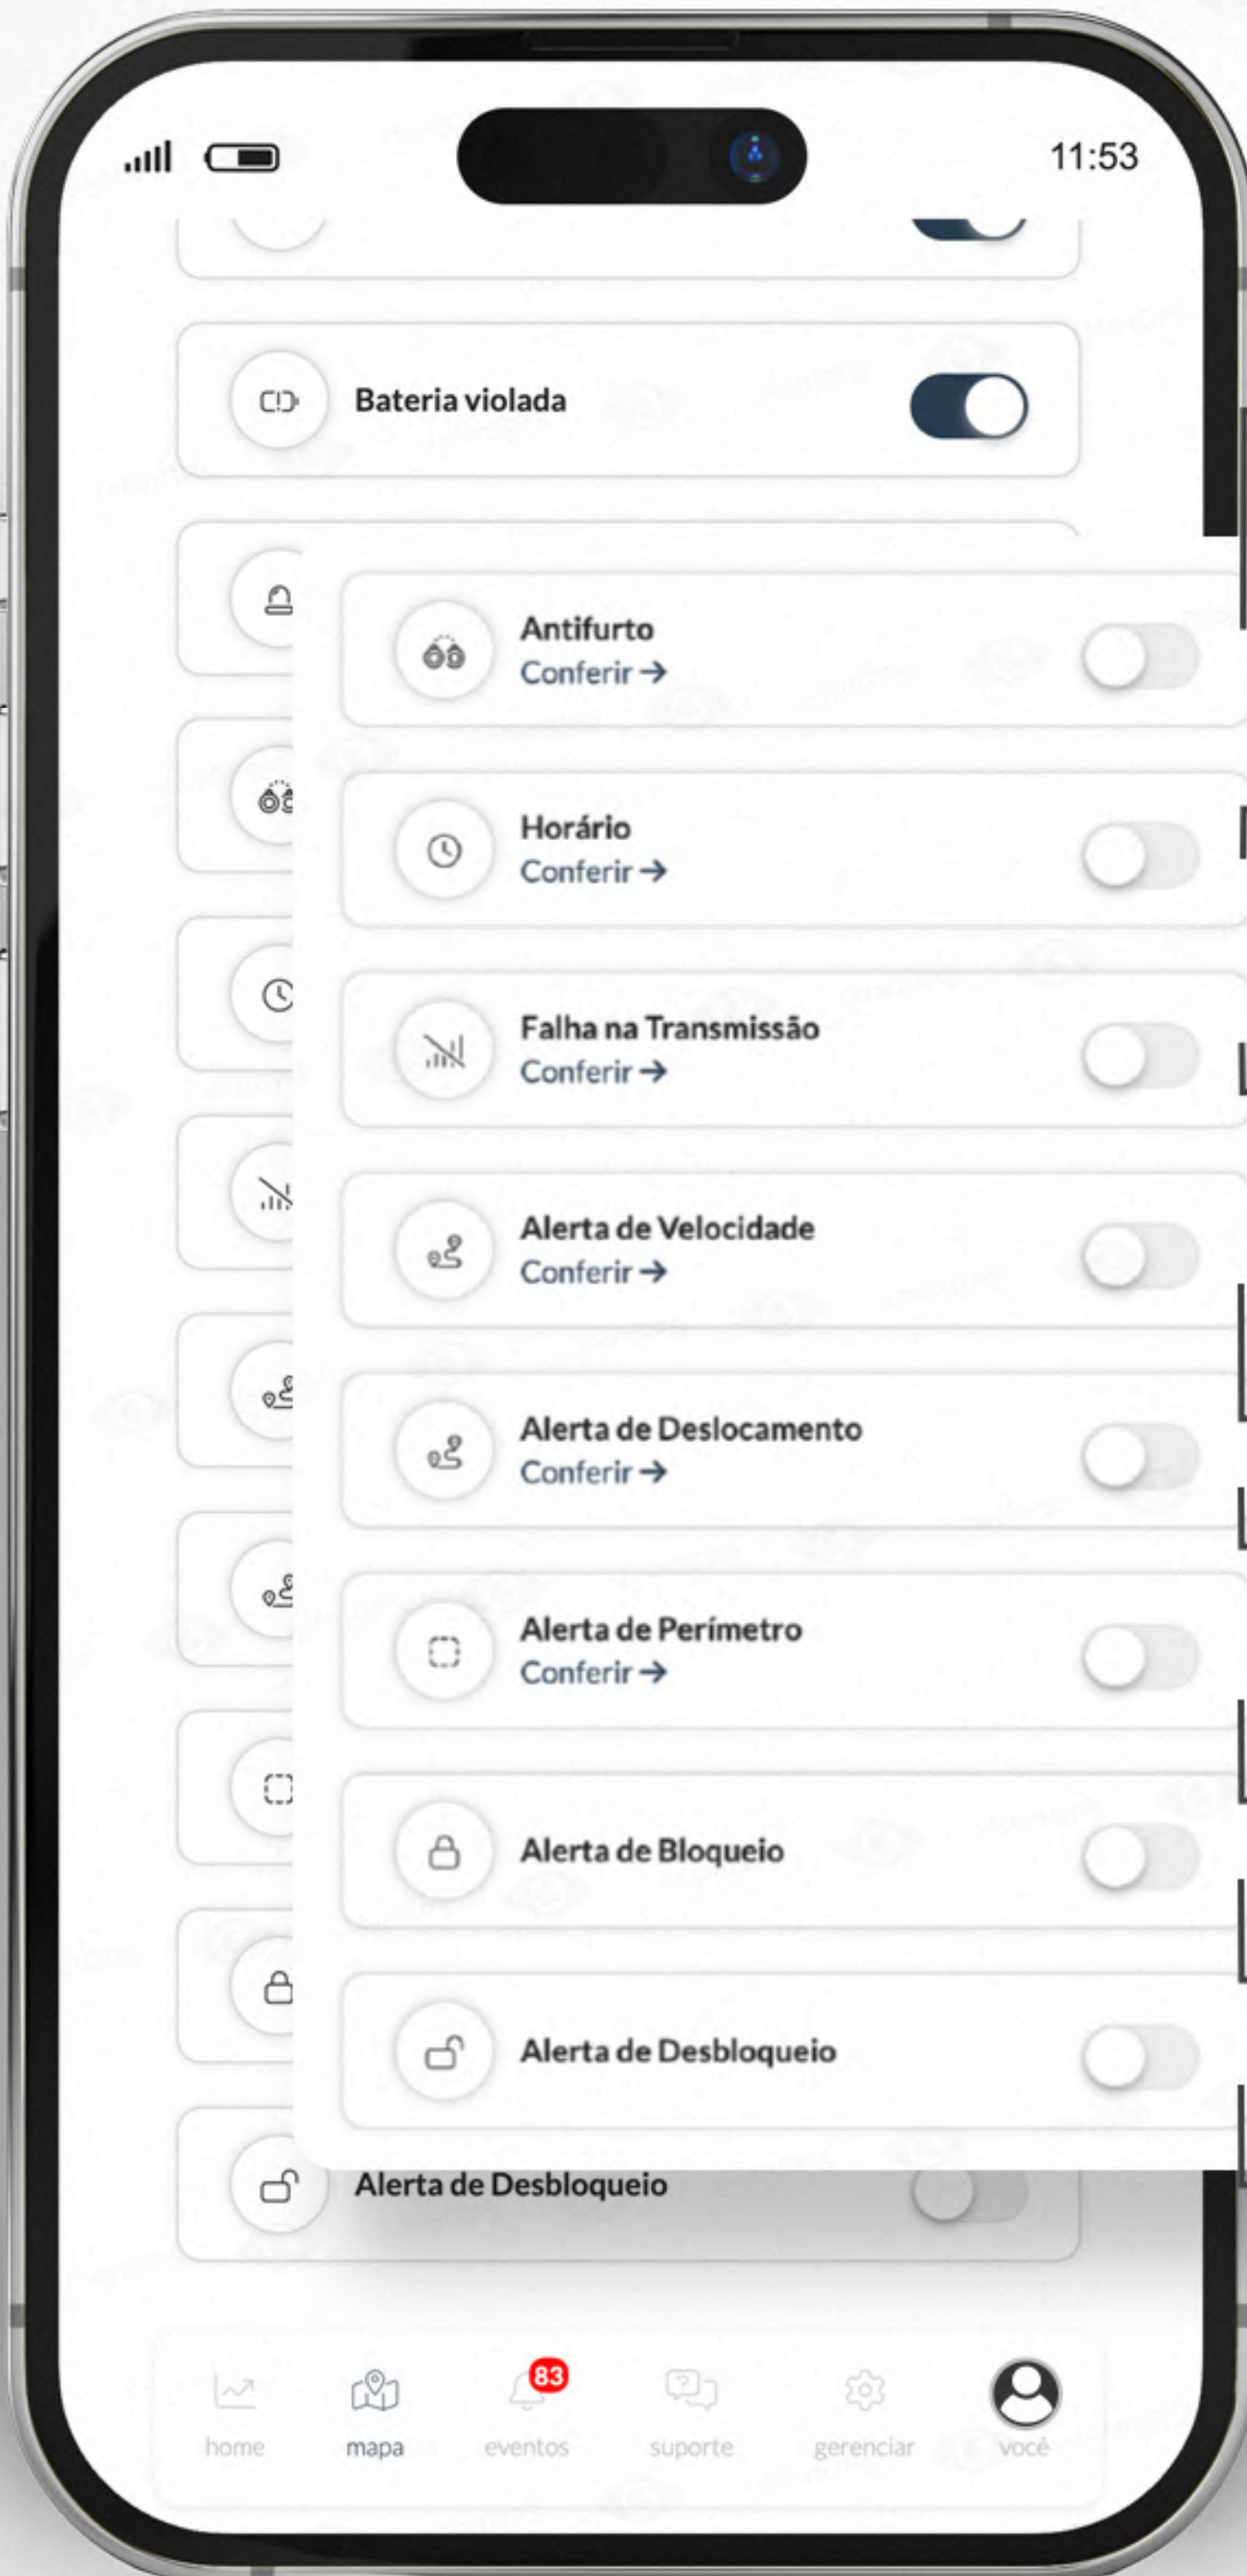 11:53
Bateria violada
Antifurto
Conferir →
Horário
Conferir →
Falha na Transmissão
Conferir →
Alerta de Velocidade
Conferir →
Alerta de Deslocamento
Conferir →
Alerta de Perímetro
Conferir →
Alerta de Bloqueio
Alerta de Desbloqueio
Alerta de Desbloqueio
83
home mapa eventos suporte gerenciar você